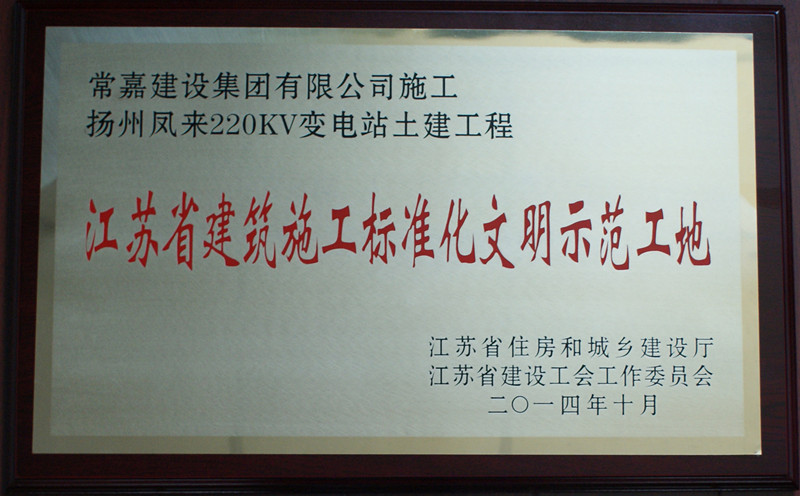 常嘉建设集团有限公司施工
扬州凤来220KV变电站土建工程
江苏省建筑施工标准化文明示范工地
江苏省住房和城乡建设厅
江苏省建设工会工作委员会
二〇一四年十月